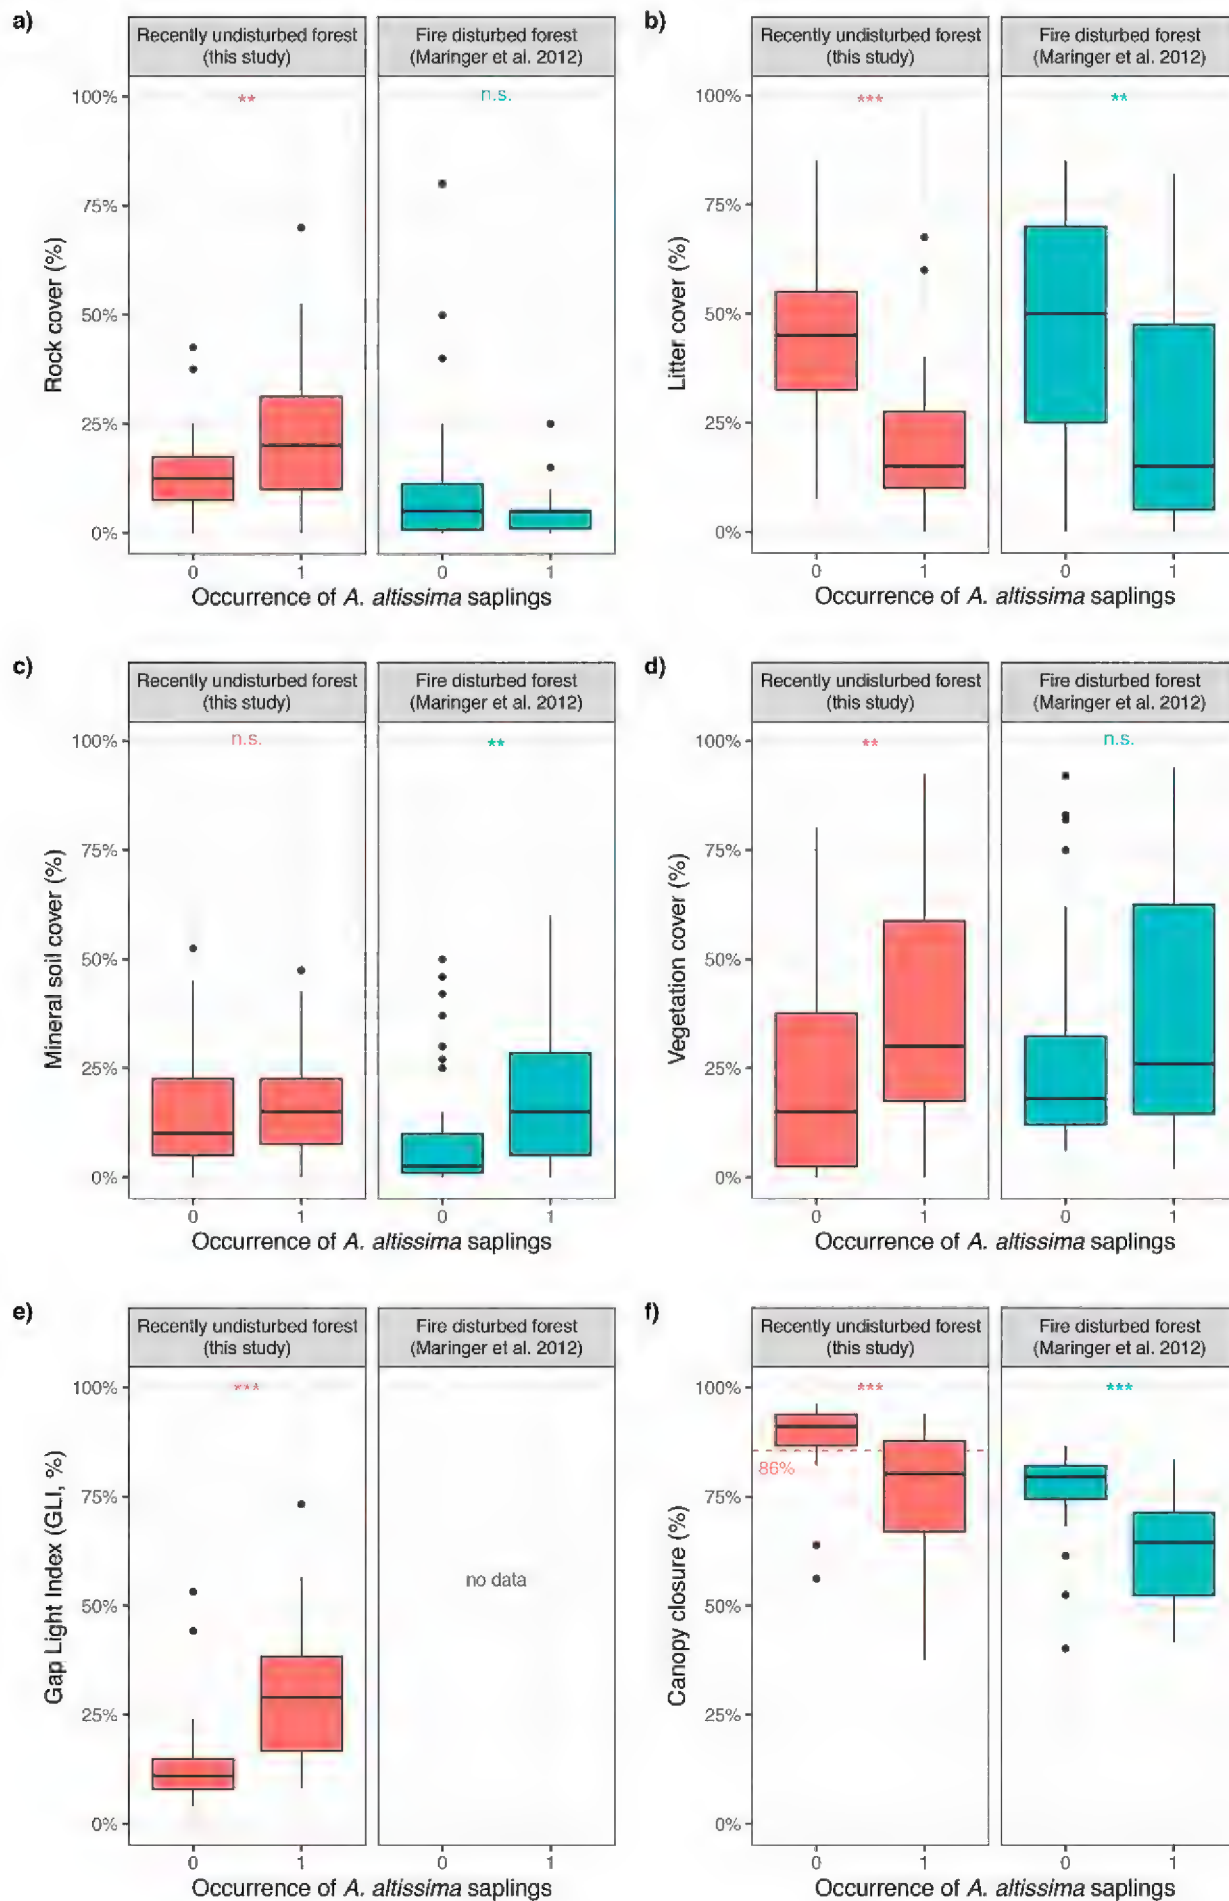 a)
Recently undisturbed forest
(this study)
Fire disturbed forest
(Maringer et al. 2012)
**
n.s.
100%
75%
50%
25%
0%
Rock cover (%)
0
1
0
1
Occurrence of A. altissima saplings
b)
Recently undisturbed forest
(this study)
Fire disturbed forest
(Maringer et al. 2012)
***
**
100%
75%
50%
25%
0%
Litter cover (%)
0
1
0
1
Occurrence of A. altissima saplings
c)
Recently undisturbed forest
(this study)
Fire disturbed forest
(Maringer et al. 2012)
n.s.
**
100%
75%
50%
25%
0%
Mineral soil cover (%)
0
1
0
1
Occurrence of A. altissima saplings
d)
Recently undisturbed forest
(this study)
Fire disturbed forest
(Maringer et al. 2012)
**
n.s.
100%
75%
50%
25%
0%
Vegetation cover (%)
0
1
0
1
Occurrence of A. altissima saplings
e)
Recently undisturbed forest
(this study)
Fire disturbed forest
(Maringer et al. 2012)
***
no data
100%
75%
50%
25%
0%
Gap Light Index (GLI, %)
0
1
0
1
Occurrence of A. altissima saplings
f)
Recently undisturbed forest
(this study)
Fire disturbed forest
(Maringer et al. 2012)
***
***
86%
100%
75%
50%
25%
0%
Canopy closure (%)
0
1
0
1
Occurrence of A. altissima saplings